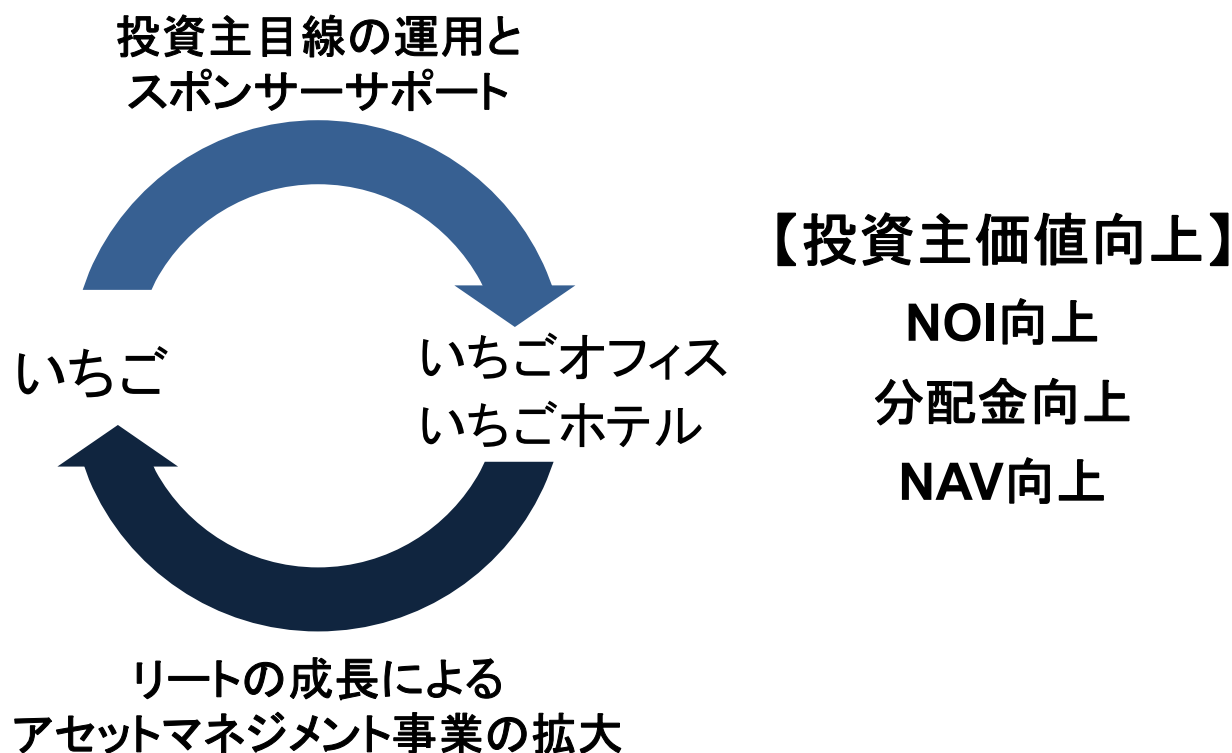 投資主目線の運用と
スポンサーサポート
いちご
いちごオフィス
いちごホテル
リートの成長による
アセットマネジメント事業の拡大
【投資主価値向上】
NOI向上
分配金向上
NAV向上